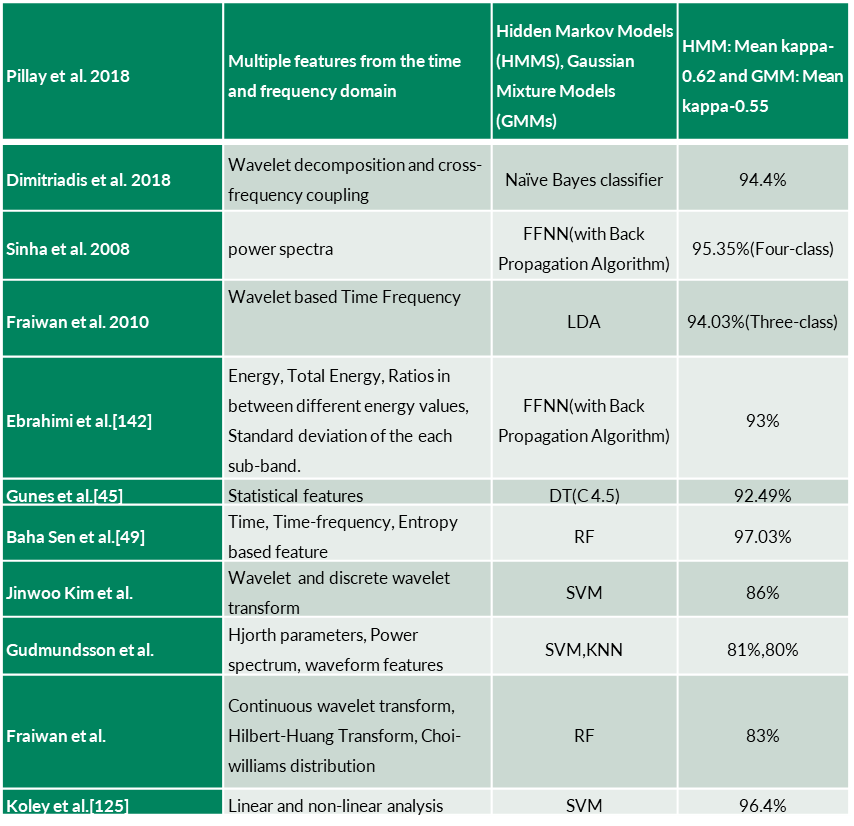 Pillay et al. 2018
Multiple features from the time
and frequency domain
Hidden Markov Models
(HMMS), Gaussian
Mixture Models
(GMMs)
HMM: Mean kappa-
0.62 and GMM: Mean
kappa-0.55
Dimitriadis et al. 2018
Wavelet decomposition and cross-
frequency coupling
Naïve Bayes classifier
94.4%
Sinha et al. 2008
power spectra
FFNN(with Back
Propagation Algorithm)
95.35%(Four-class)
Fraiwan et al. 2010
Wavelet based Time Frequency
LDA
94.03%(Three-class)
Ebrahimi et al.[142]
Energy, Total Energy, Ratios in
between different energy values,
Standard deviation of the each
sub-band.
FFNN(with Back
Propagation Algorithm)
93%
Gunes et al.[45]
Statistical features
DT(C 4.5)
92.49%
Baha Sen et al.[49]
Time, Time-frequency, Entropy
based feature
RF
97.03%
Jinwoo Kim et al.
Wavelet and discrete wavelet
transform
SVM
86%
Gudmundsson et al.
Hjorth parameters, Power
spectrum, waveform features
SVM,KNN
81%,80%
Fraiwan et al.
Continuous wavelet transform,
Hilbert-Huang Transform, Choi-
williams distribution
RF
83%
Koley et al.[125]
Linear and non-linear analysis
SVM
96.4%